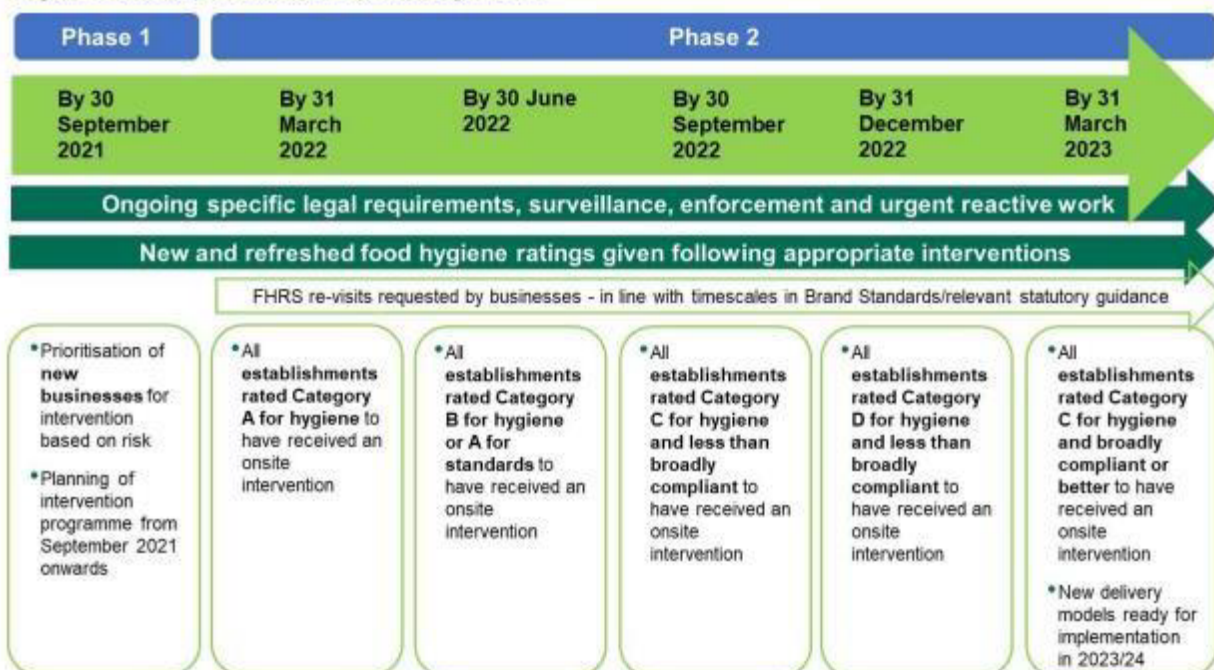 Phase 1
Phase 2
By 30
September
2021
By 31
March
2022
By 30 June
2022
By 30
September
2022
By 31
December
2022
By 31
March
2023
Ongoing specific legal requirements, surveillance, enforcement and urgent reactive work
New and refreshed food hygiene ratings given following appropriate interventions
FHRS re-visits requested by businesses - in line with timescales in Brand Standards/relevant statutory guidance
•Prioritisation of
new
businesses for
intervention
based on risk
•Planning of
intervention
programme from
September 2021
onwards
•All
establishments
rated Category
A for hygiene to
have received an
onsite
intervention
•All
establishments
rated Category
B for hygiene
or A for
standards to
have received an
onsite
intervention
•All
establishments
rated Category
C for hygiene
and less than
broadly
compliant to
have received an
onsite
intervention
•All
establishments
rated Category
D for hygiene
and less than
broadly
compliant to
have received an
onsite
intervention
•All
establishments
rated Category
C for hygiene
and broadly
compliant or
better to have
received an
onsite
intervention
•New delivery
models ready for
implementation
in 2023/24